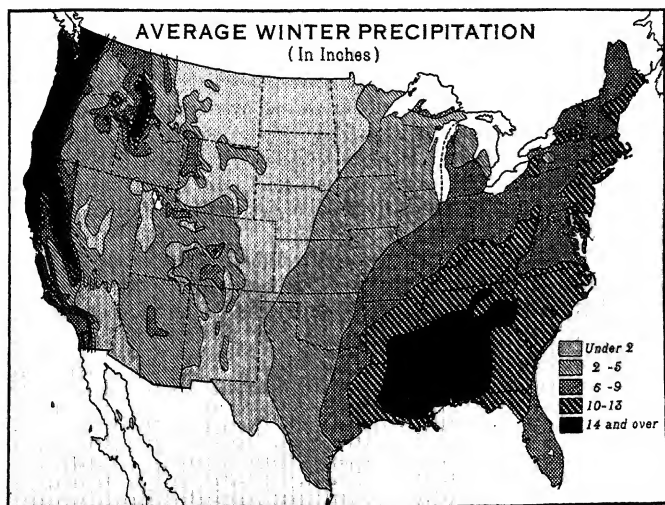 AVERAGE WINTER PRECIPITATION
(In Inches)
Under 2
2 - 5
6 - 9
10-13
14 and over